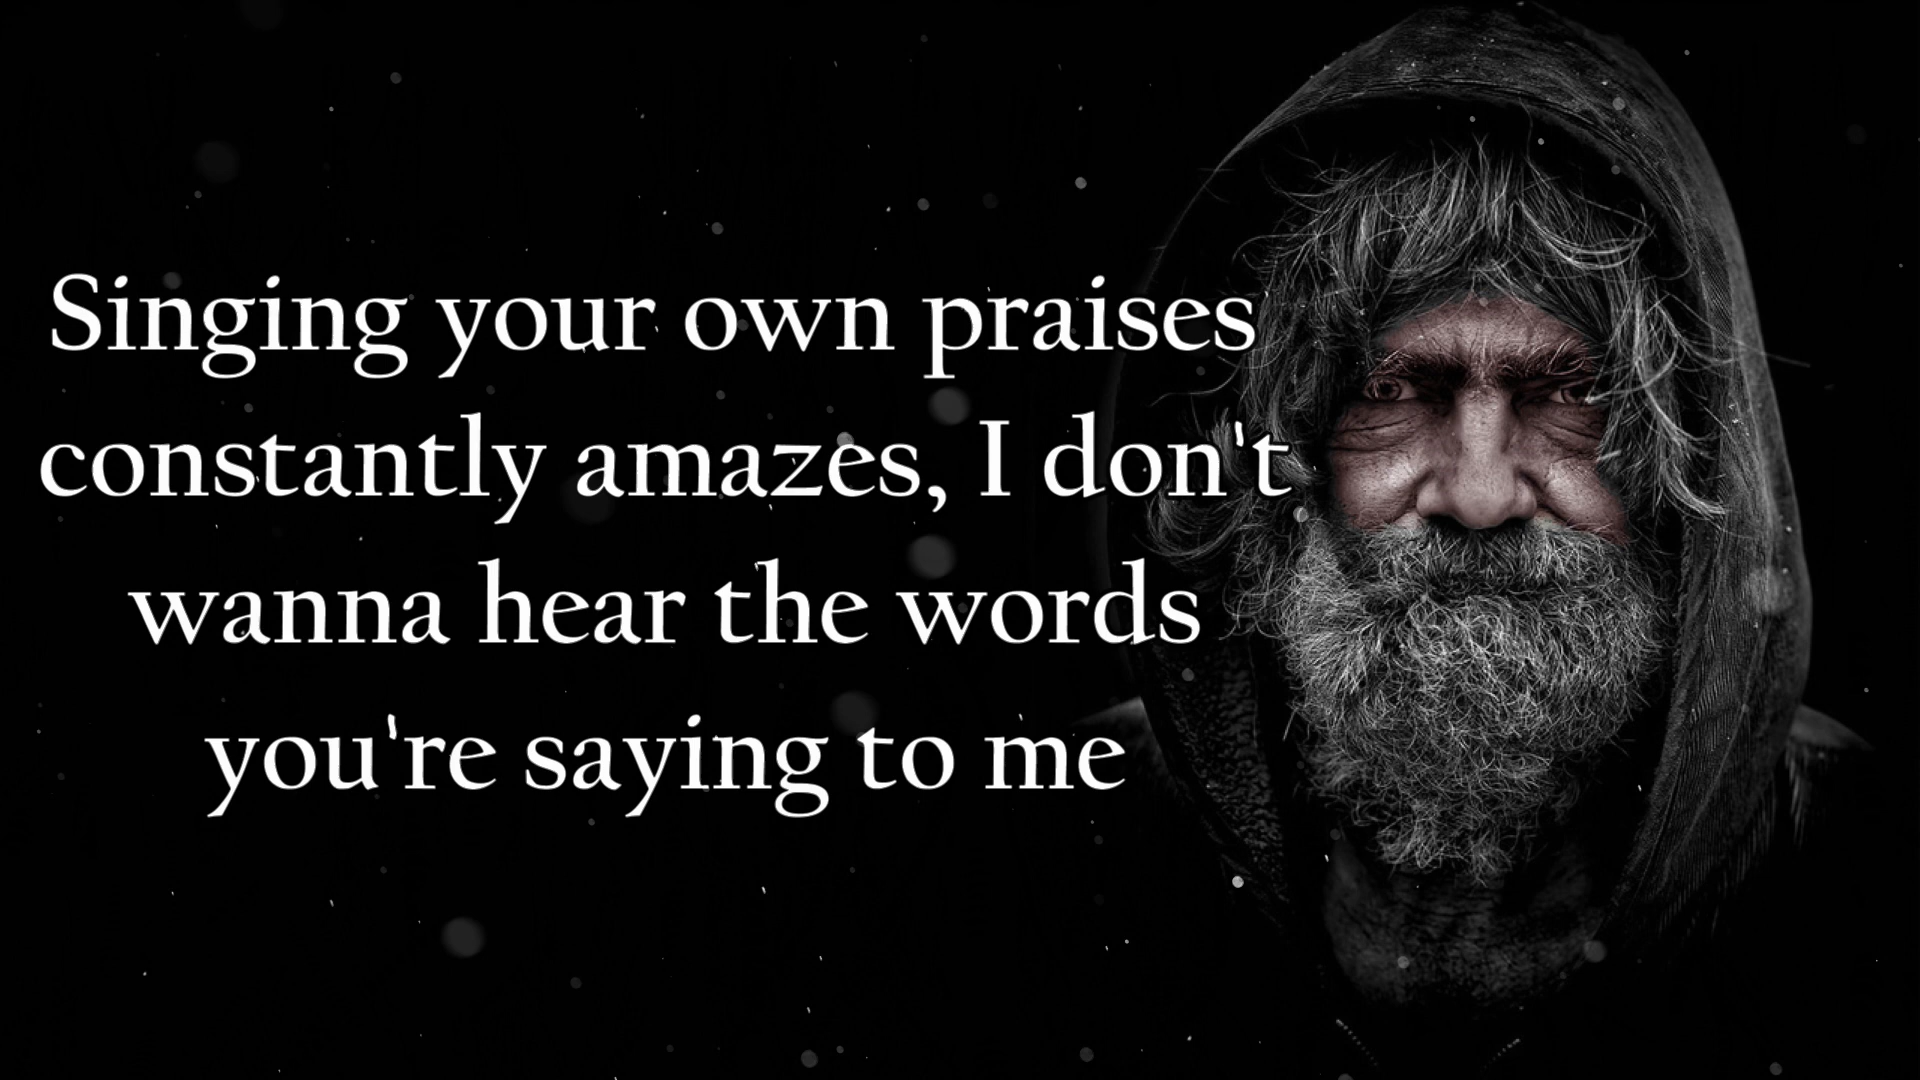 Singing your own praises
constantly amazes, I don't
wanna hear the words
you're saying to me